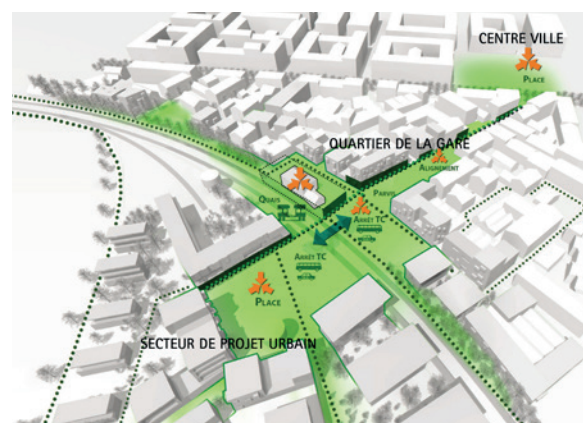 CENTRE VILLE
PLACE
QUARTIER DE LA GARE
ALIGNEMENT
QUAIS
PARVIS
ARRÊT TC
ARRÊT TC
PLACE
SECTEUR DE PROJET URBAIN